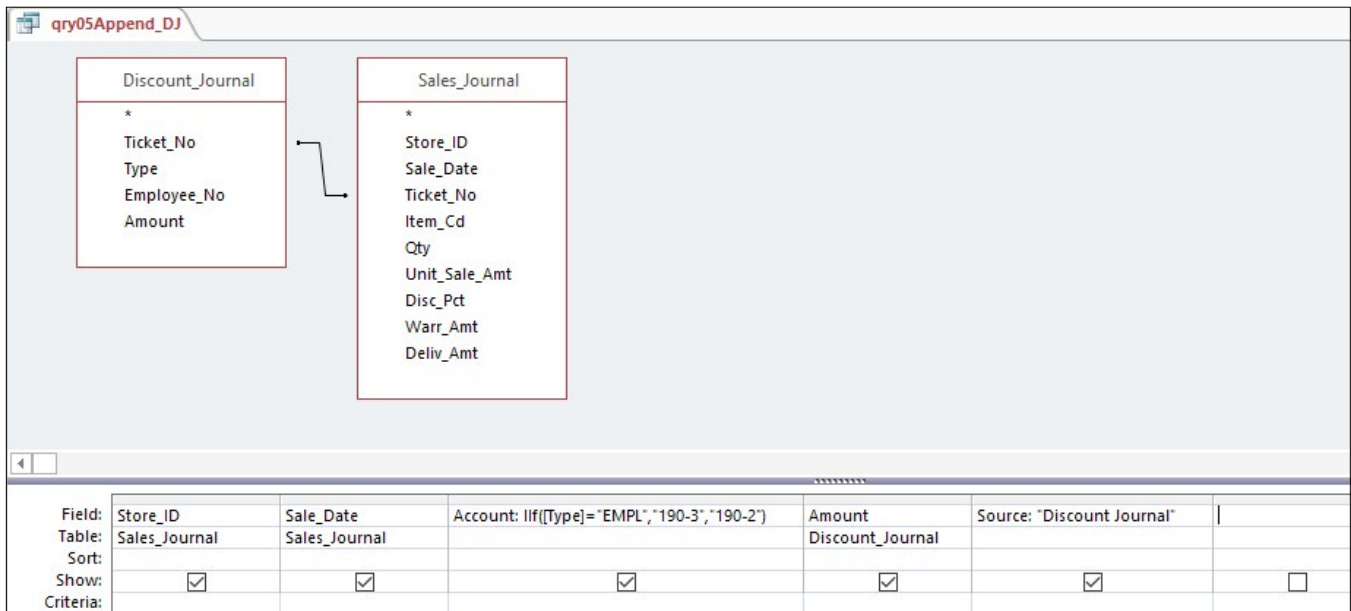 qry05Append_DJ
Discount_Journal
*
Ticket_No
Type
Employee_No
Amount
Sales_Journal
*
Store_ID
Sale_Date
Ticket_No
Item_Cd
Qty
Unit_Sale_Amt
Disc_Pct
Warr_Amt
Deliv_Amt
Field: Store_ID Sale_Date Account: IIf([Type]="EMPL","190-3","190-2") Amount Source: "Discount Journal"
Table: Sales_Journal Sales_Journal Discount_Journal
Sort:
Show:
Criteria: